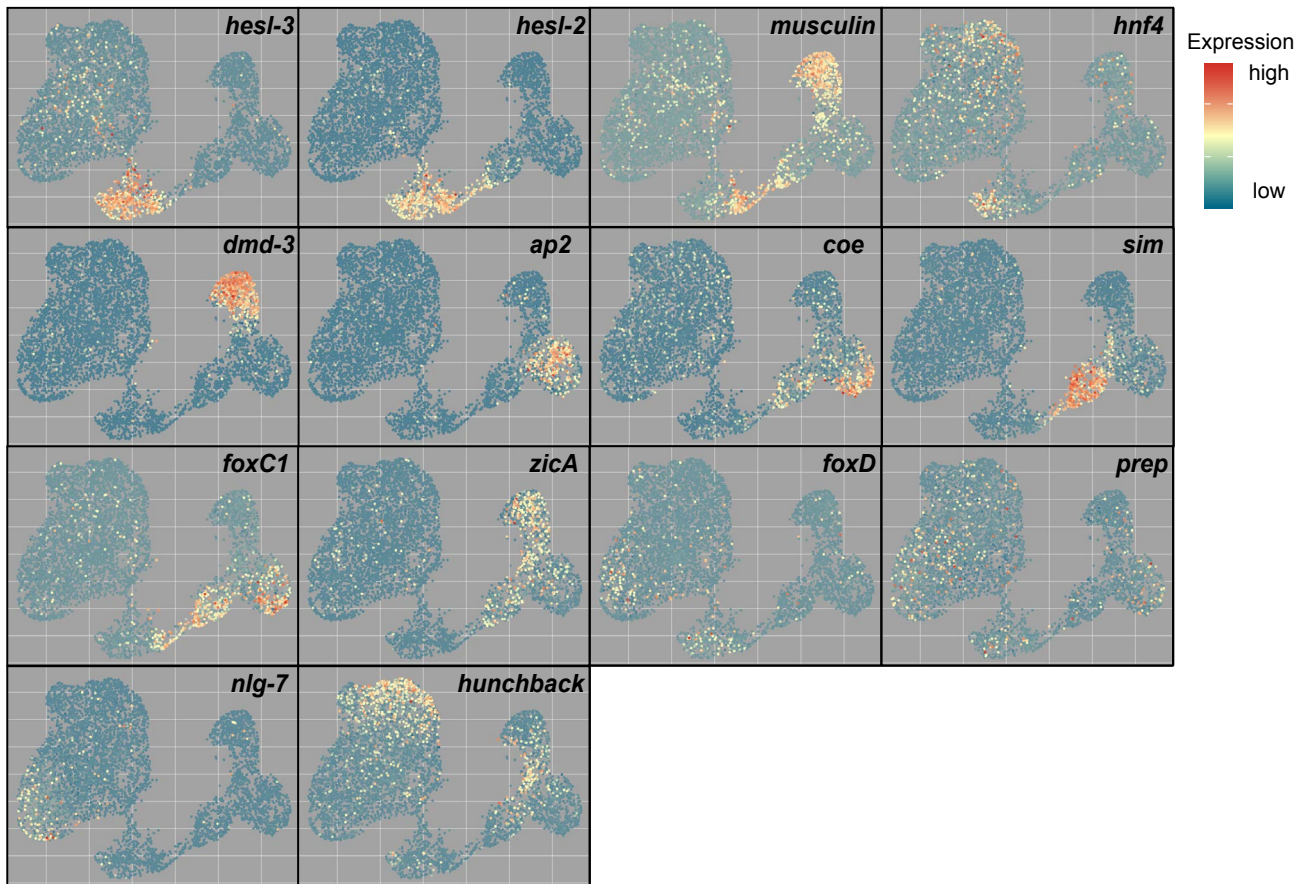 hesl-3
hesl-2
musculin
hnf4
Expression
high
low
dmd-3
ap2
coe
sim
foxC1
zicA
foxD
prep
nlg-7
hunchback